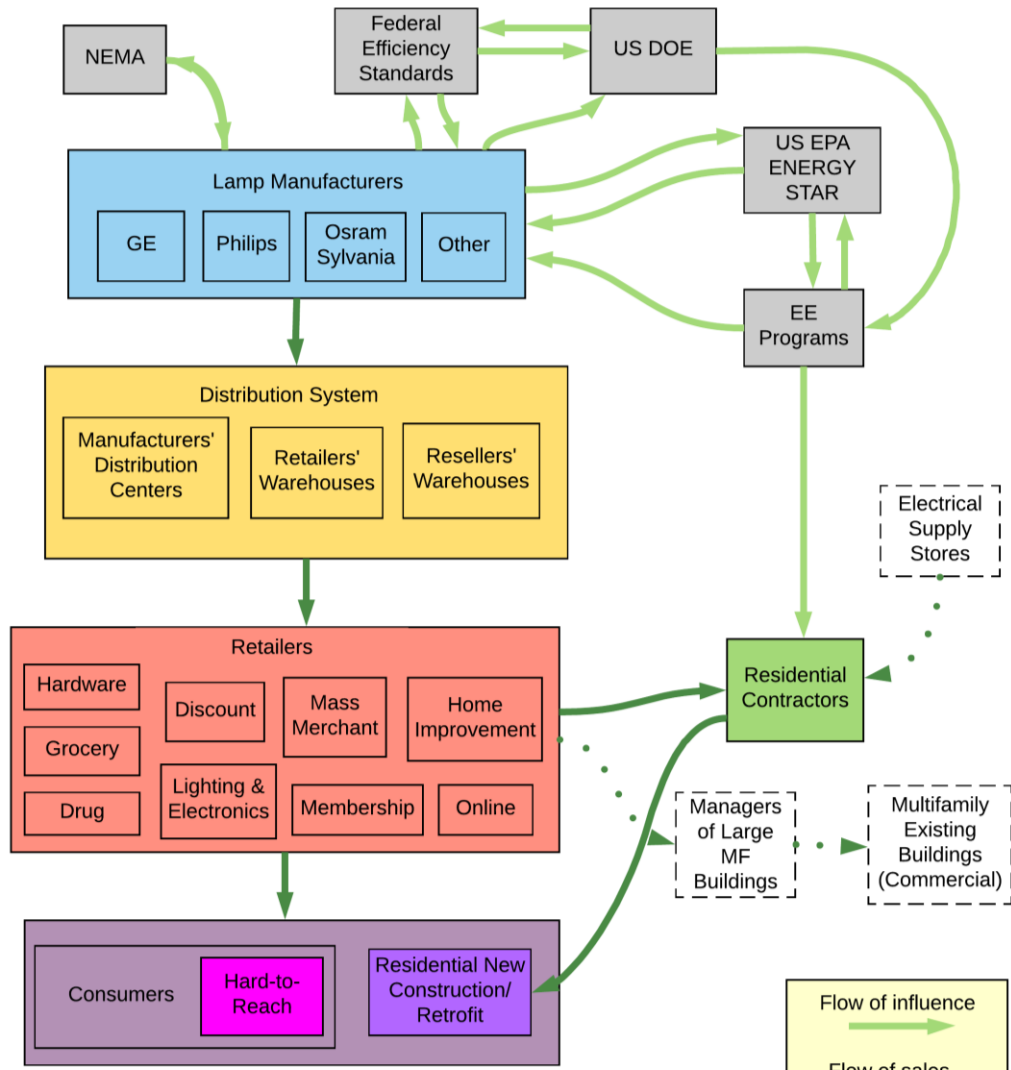 NEMA
Federal
Efficiency
Standards
US DOE
US EPA
ENERGY
STAR
EE
Programs
Lamp Manufacturers
GE
Philips
Osram
Sylvania
Other
Distribution System
Manufacturers'
Distribution
Centers
Retailers'
Warehouses
Resellers'
Warehouses
Electrical
Supply
Stores
Retailers
Hardware
Discount
Mass
Merchant
Home
Improvement
Grocery
Drug
Lighting &
Electronics
Membership
Online
Residential
Contractors
Managers
of Large
MF
Buildings
Multifamily
Existing
Buildings
(Commercial)
Consumers
Hard-to-
Reach
Residential New
Construction/
Retrofit
Flow of influence
Flow of sales